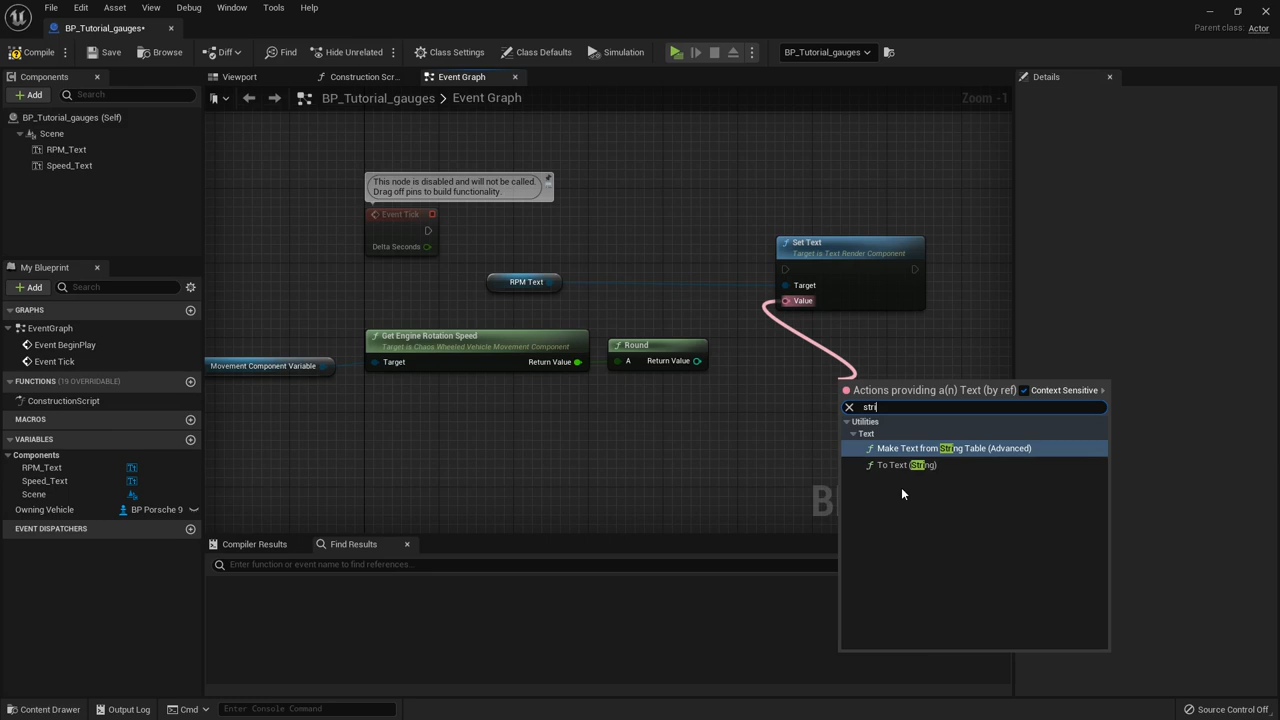 File Edit Asset View Debug Window Tools Help
BP_Tutorial_gauges•
Parent class: Actor
Compile Save Browse Diff Find Hide Unrelated Class Settings Class Defaults Simulation BP_Tutorial_gauges
Components
Viewport Construction Scr... Event Graph
Details
Add Search
BP_Tutorial_gauges > Event Graph
Zoom -1
BP_Tutorial_gauges (Self)
Scene
RPM_Text
Speed_Text
This node is disabled and will not be called.
Drag off pins to build functionality.
Event Tick
Delta Seconds
Set Text
Target is Text Render Component
Target
Value
RPM Text
Movement Component Variable
Get Engine Rotation Speed
Target is Chaos Wheeled Vehicle Movement Component
Target Return Value
Round
A Return Value
My Blueprint
Add Search
GRAPHS
EventGraph
Event BeginPlay
Event Tick
FUNCTIONS (19 OVERRIDABLE)
ConstructionScript
MACROS
VARIABLES
Components
RPM_Text
Speed_Text
Scene
Owning Vehicle BP Porsche 9
EVENT DISPATCHERS
Actions providing a(n) Text (by ref) Context Sensitive
stri
Utilities
Text
Make Text from String Table (Advanced)
To Text (String)
Compiler Results Find Results
Enter function or event name to find references...
Content Drawer Output Log Cmd Enter Console Command
Source Control Off